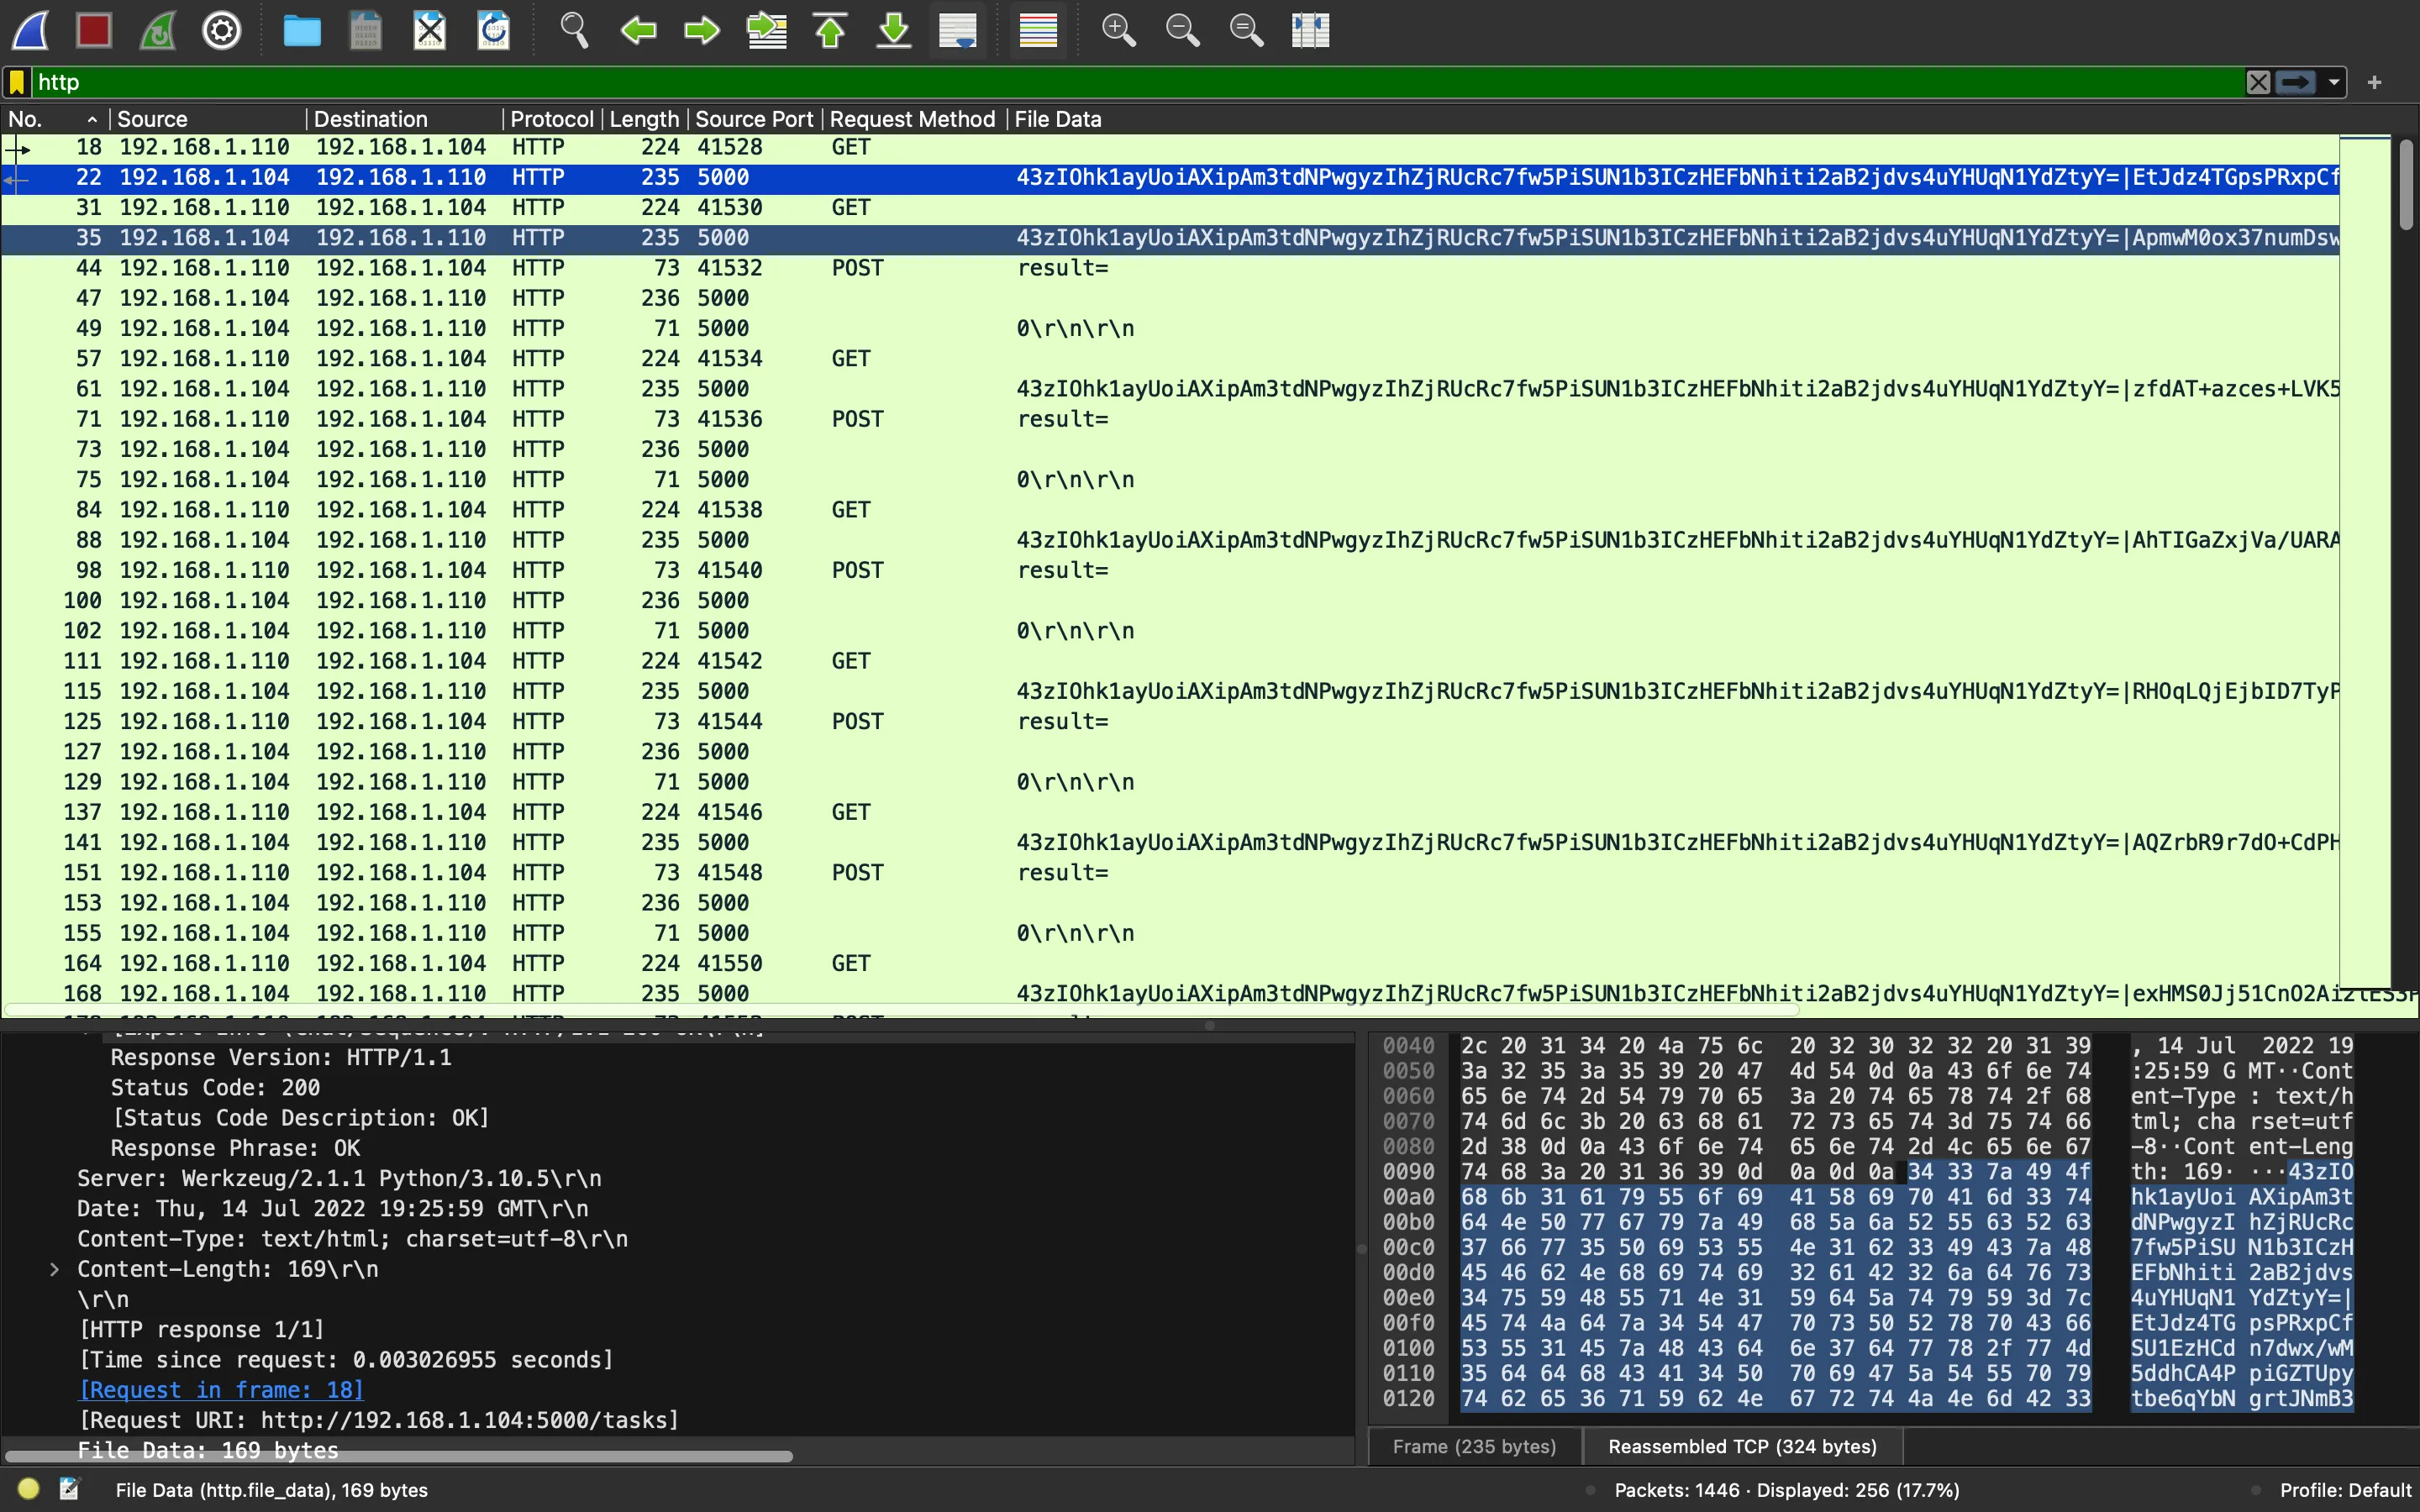 http
No. Source Destination Protocol Length Source Port Request Method File Data
18 192.168.1.110 192.168.1.104 HTTP 224 41528 GET
22 192.168.1.104 192.168.1.110 HTTP 235 5000 43zIOhk1ayUoiAXipAm3tdNPwgyzIhZjRUcRc7fw5PiSUN1b3ICzHEFbNhiti2aB2jdvs4uYHUqN1YdZtyY=|EtJdz4TGpsPRxpCf
31 192.168.1.110 192.168.1.104 HTTP 224 41530 GET
35 192.168.1.104 192.168.1.110 HTTP 235 5000 43zIOhk1ayUoiAXipAm3tdNPwgyzIhZjRUcRc7fw5PiSUN1b3ICzHEFbNhiti2aB2jdvs4uYHUqN1YdZtyY=|ApmwM0ox37numDsw
44 192.168.1.110 192.168.1.104 HTTP 73 41532 POST result=
47 192.168.1.104 192.168.1.110 HTTP 236 5000
49 192.168.1.104 192.168.1.110 HTTP 71 5000 0\r\n\r\n
57 192.168.1.110 192.168.1.104 HTTP 224 41534 GET
61 192.168.1.104 192.168.1.110 HTTP 235 5000 43zIOhk1ayUoiAXipAm3tdNPwgyzIhZjRUcRc7fw5PiSUN1b3ICzHEFbNhiti2aB2jdvs4uYHUqN1YdZtyY=|zfdAT+azces+LVK5
71 192.168.1.110 192.168.1.104 HTTP 73 41536 POST result=
73 192.168.1.104 192.168.1.110 HTTP 236 5000
75 192.168.1.104 192.168.1.110 HTTP 71 5000 0\r\n\r\n
84 192.168.1.110 192.168.1.104 HTTP 224 41538 GET
88 192.168.1.104 192.168.1.110 HTTP 235 5000 43zIOhk1ayUoiAXipAm3tdNPwgyzIhZjRUcRc7fw5PiSUN1b3ICzHEFbNhiti2aB2jdvs4uYHUqN1YdZtyY=|AhTIGaZxjVa/UARA
98 192.168.1.110 192.168.1.104 HTTP 73 41540 POST result=
100 192.168.1.104 192.168.1.110 HTTP 236 5000
102 192.168.1.104 192.168.1.110 HTTP 71 5000 0\r\n\r\n
111 192.168.1.110 192.168.1.104 HTTP 224 41542 GET
115 192.168.1.104 192.168.1.110 HTTP 235 5000 43zIOhk1ayUoiAXipAm3tdNPwgyzIhZjRUcRc7fw5PiSUN1b3ICzHEFbNhiti2aB2jdvs4uYHUqN1YdZtyY=|RHOqLQjEjbID7TyP
125 192.168.1.110 192.168.1.104 HTTP 73 41544 POST result=
127 192.168.1.104 192.168.1.110 HTTP 236 5000
129 192.168.1.104 192.168.1.110 HTTP 71 5000 0\r\n\r\n
137 192.168.1.110 192.168.1.104 HTTP 224 41546 GET
141 192.168.1.104 192.168.1.110 HTTP 235 5000 43zIOhk1ayUoiAXipAm3tdNPwgyzIhZjRUcRc7fw5PiSUN1b3ICzHEFbNhiti2aB2jdvs4uYHUqN1YdZtyY=|AQZrbR9r7dO+CdPH
151 192.168.1.110 192.168.1.104 HTTP 73 41548 POST result=
153 192.168.1.104 192.168.1.110 HTTP 236 5000
155 192.168.1.104 192.168.1.110 HTTP 71 5000 0\r\n\r\n
164 192.168.1.110 192.168.1.104 HTTP 224 41550 GET
168 192.168.1.104 192.168.1.110 HTTP 235 5000 43zIOhk1ayUoiAXipAm3tdNPwgyzIhZjRUcRc7fw5PiSUN1b3ICzHEFbNhiti2aB2jdvs4uYHUqN1YdZtyY=|exHMS0Jj51CnO2Ai2tES3P
Response Version: HTTP/1.1
Status Code: 200
[Status Code Description: OK]
Response Phrase: OK
Server: Werkzeug/2.1.1 Python/3.10.5\r\n
Date: Thu, 14 Jul 2022 19:25:59 GMT\r\n
Content-Type: text/html; charset=utf-8\r\n
Content-Length: 169\r\n
\r\n
[HTTP response 1/1]
[Time since request: 0.003026955 seconds]
[Request in frame: 18]
[Request URI: http://192.168.1.104:5000/tasks]
File Data: 169 bytes
0040 2c 20 31 34 20 4a 75 6c 20 32 30 32 32 20 31 39 , 14 Jul 2022 19
0050 3a 32 35 3a 35 39 20 47 4d 54 0d 0a 43 6f 6e 74 :25:59 G MT··Cont
0060 65 6e 74 2d 54 79 70 65 3a 20 74 65 78 74 2f 68 ent-Type : text/h
0070 74 6d 6c 3b 20 63 68 61 72 73 65 74 3d 75 74 66 tml; cha rset=utf
0080 2d 38 0d 0a 43 6f 6e 74 65 6e 74 2d 4c 65 6e 67 -8··Cont ent-Leng
0090 74 68 3a 20 31 36 39 0d 0a 0d 0a 34 33 7a 49 4f th: 169· ···43zIO
00a0 68 6b 31 61 79 55 6f 69 41 58 69 70 41 6d 33 74 hk1ayUoi AXipAm3t
00b0 64 4e 50 77 67 79 7a 49 68 5a 6a 52 55 63 52 63 dNPwgyzI hZjRUcRc
00c0 37 66 77 35 50 69 53 55 4e 31 62 33 49 43 7a 48 7fw5PiSU N1b3ICzH
00d0 45 46 62 4e 68 69 74 69 32 61 42 32 6a 64 76 73 EFbNhiti 2aB2jdvs
00e0 34 75 59 48 55 71 4e 31 59 64 5a 74 79 59 3d 7c 4uYHUqN1 YdZtyY=|
00f0 45 74 4a 64 7a 34 54 47 70 73 50 52 78 70 43 66 EtJdz4TG psPRxpCf
0100 53 55 31 45 7a 48 43 64 6e 37 64 77 78 2f 77 4d SU1EzHCd n7dwx/wM
0110 35 64 64 68 43 41 34 50 70 69 47 5a 54 55 70 79 5ddhCA4P piGZTUpy
0120 74 62 65 36 71 59 62 4e 67 72 74 4a 4e 6d 42 33 tbe6qYbN grtJNmB3
Frame (235 bytes) Reassembled TCP (324 bytes)
File Data (http.file_data), 169 bytes Packets: 1446 · Displayed: 256 (17.7%) Profile: Default